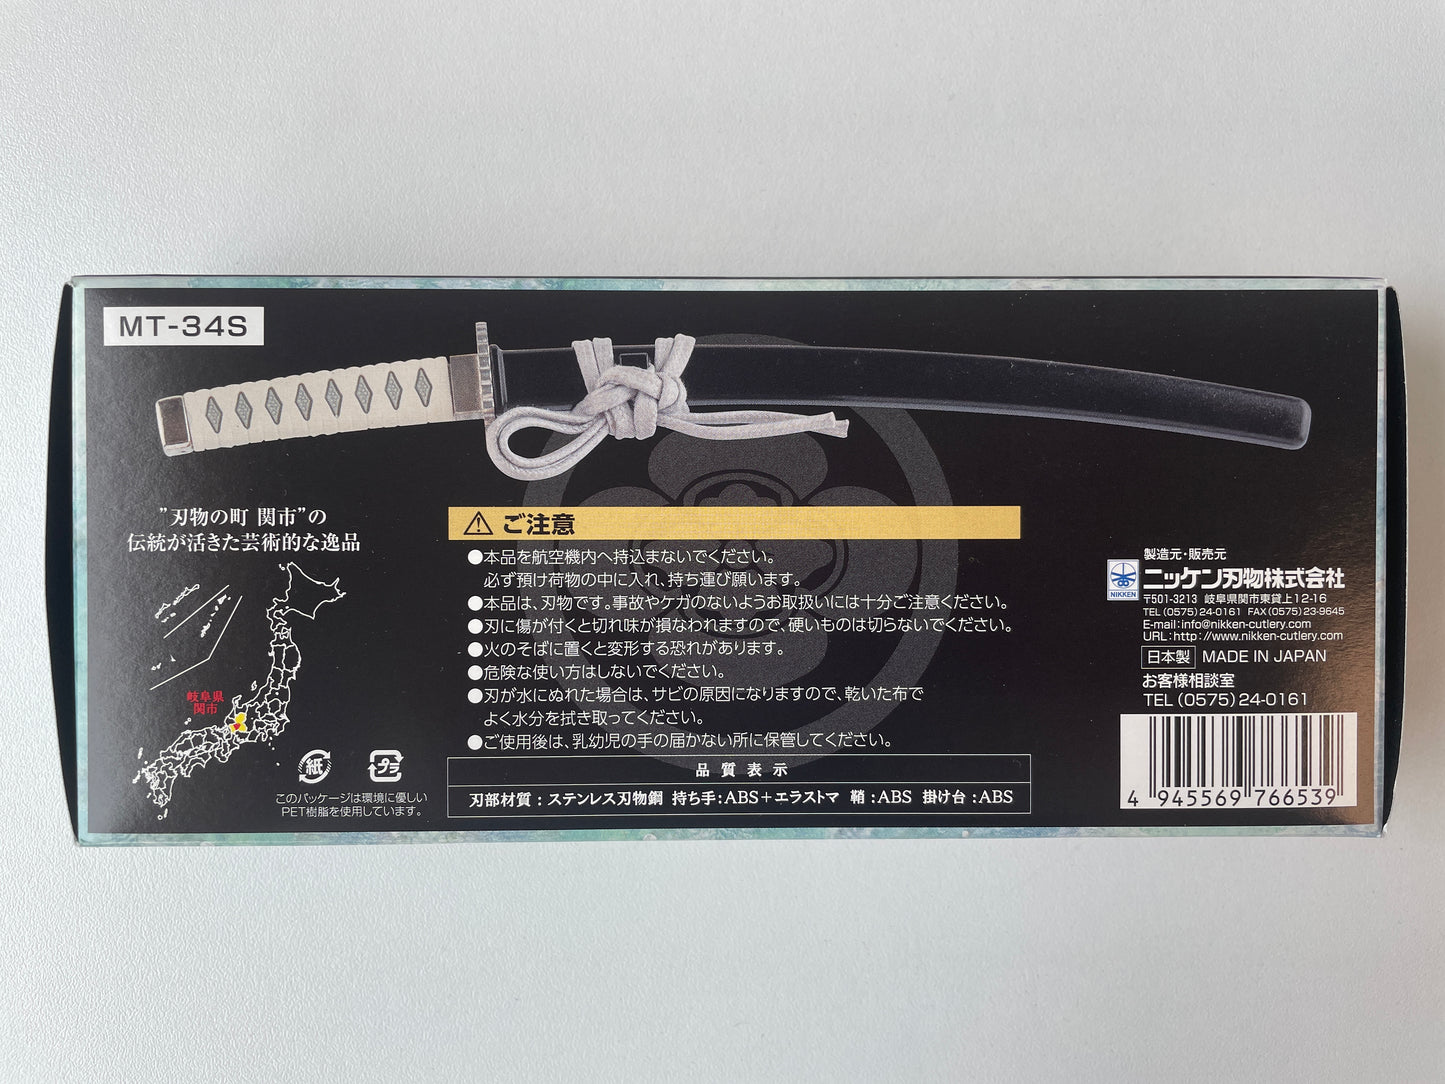 MT-34S
”刃物の町 関市”の
伝統が活きた芸術的な逸品
岐阜県
関市
紙
プラ
このパッケージは環境に優しい
PET樹脂を使用しています。
ご注意
●本品を航空機内へ持込まないでください。
必ず預け荷物の中に入れ、持ち運び願います。
●本品は、刃物です。事故やケガのないようお取扱いには十分ご注意ください。
●刃に傷が付くと切れ味が損なわれますので、硬いものは切らないでください。
●火のそばに置くと変形する恐れがあります。
●危険な使い方はしないでください。
●刃が水にぬれた場合は、サビの原因になりますので、乾いた布で
よく水分を拭き取ってください。
●ご使用後は、乳幼児の手の届かない所に保管してください。
品質表示
刃部材質：ステンレス刃物鋼 持ち手：ABS＋エラストマ 鞘：ABS 掛け台：ABS
製造元・販売元
NIKKEN
ニッケン刃物株式会社
〒501-3213 岐阜県関市東貸上12-16
TEL(0575)24-0161 FAX(0575)23-9645
E-mail:info@nikken-cutlery.com
URL:http://www.nikken-cutlery.com
日本製 MADE IN JAPAN
お客様相談室
TEL(0575)24-0161
4 945569 766539